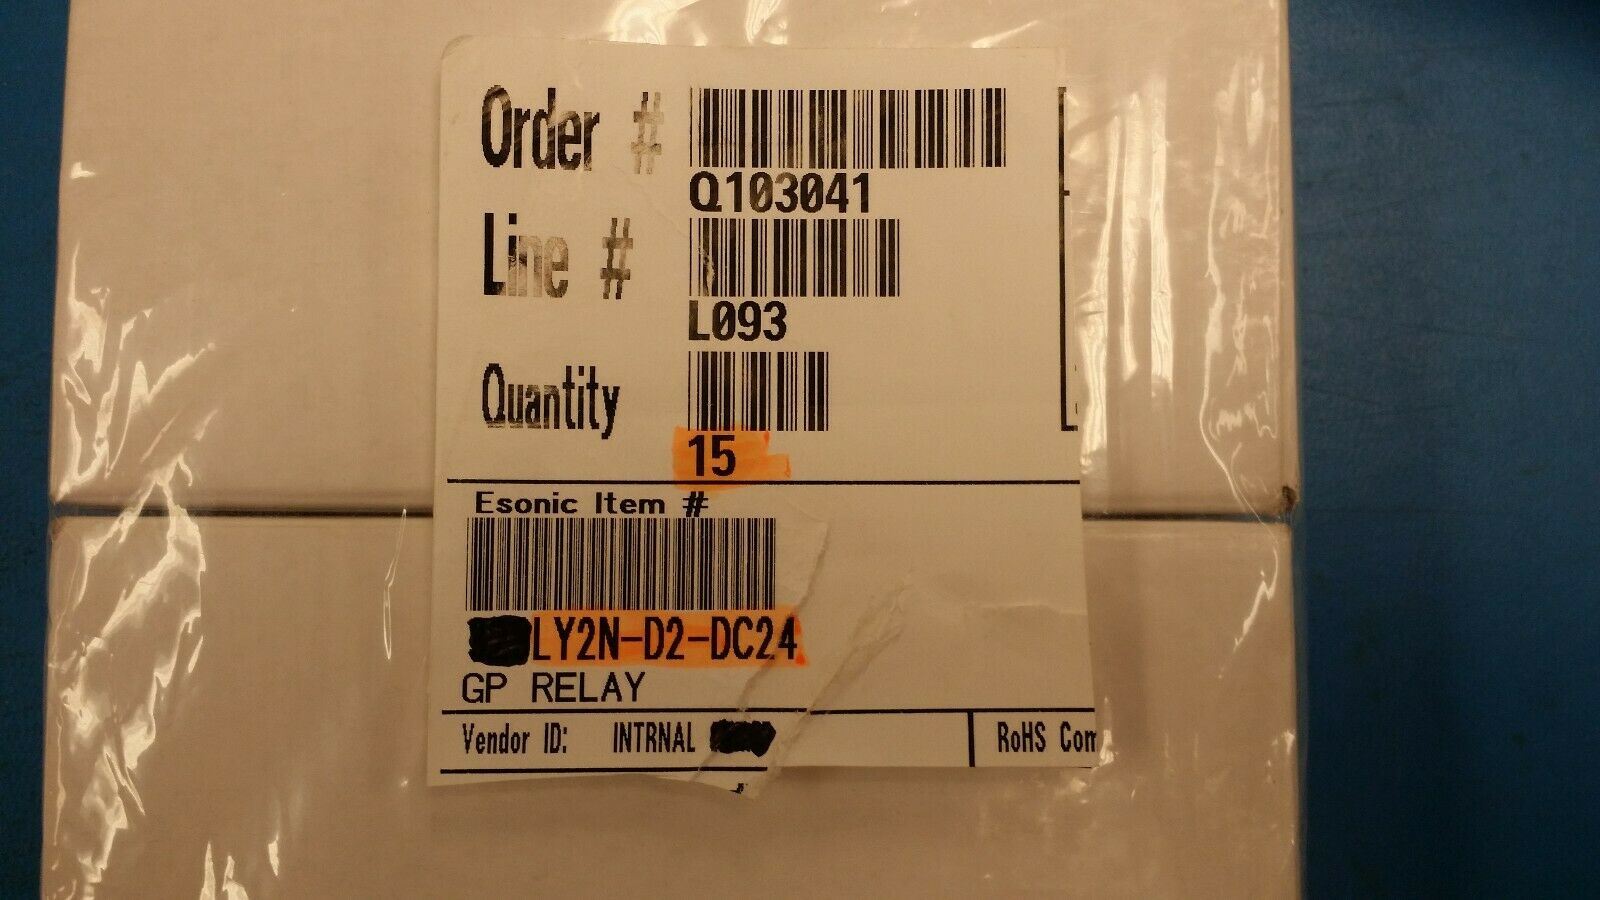 Order #
Q103041
Line #
L093
Quantity
15
Esonic Item #
LY2N-D2-DC24
GP RELAY
Vendor ID: INTRNAL
RoHS Com